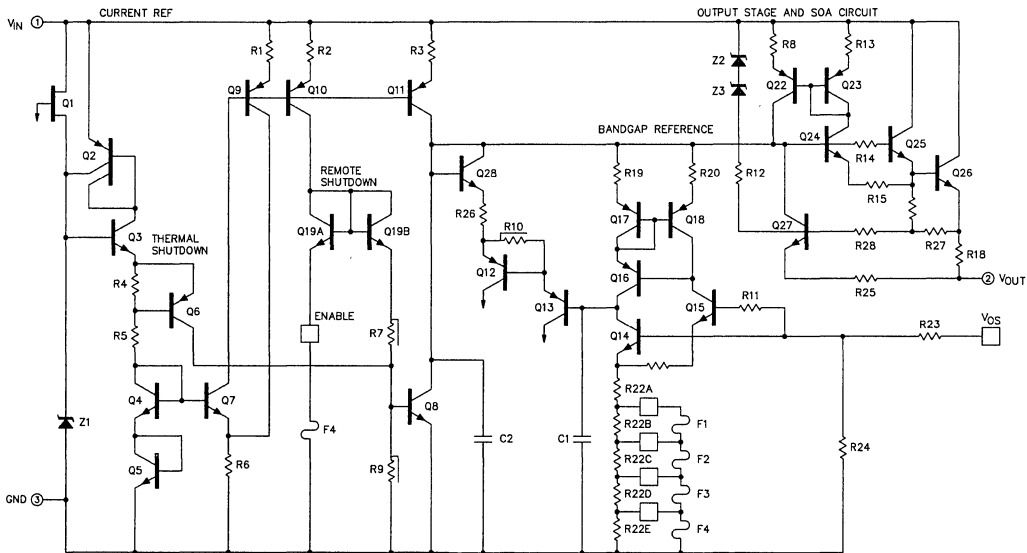 CURRENT REF
OUTPUT STAGE AND SOA CIRCUIT
VIN 1
R1
R2
R3
R8
R13
Z2
Z3
Q1
Q9
Q10
Q11
Q22
Q23
Q2
BANDGAP REFERENCE
Q24
Q25
R14
Q28
R19
R20
R12
Q26
REMOTE
SHUTDOWN
R15
Q3
THERMAL
SHUTDOWN
Q19A
Q19B
R26
R10
Q17
Q18
Q27
R28
R27
R18
R4
Q12
Q16
R25
2 VOUT
Q6
ENABLE
Q13
Q15
R11
VOS
R5
R7
Q14
R23
Q4
Q7
Q8
R22A
Z1
F4
C2
C1
R22B
F1
R24
Q5
R6
R9
R22C
F2
GND 3
R22D
F3
R22E
F4